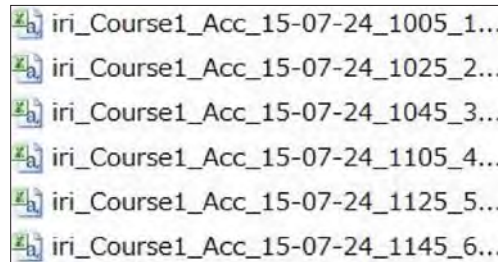 iri_Course1_Acc_15-07-24_1005_1...
iri_Course1_Acc_15-07-24_1025_2...
iri_Course1_Acc_15-07-24_1045_3...
iri_Course1_Acc_15-07-24_1105_4...
iri_Course1_Acc_15-07-24_1125_5...
iri_Course1_Acc_15-07-24_1145_6...